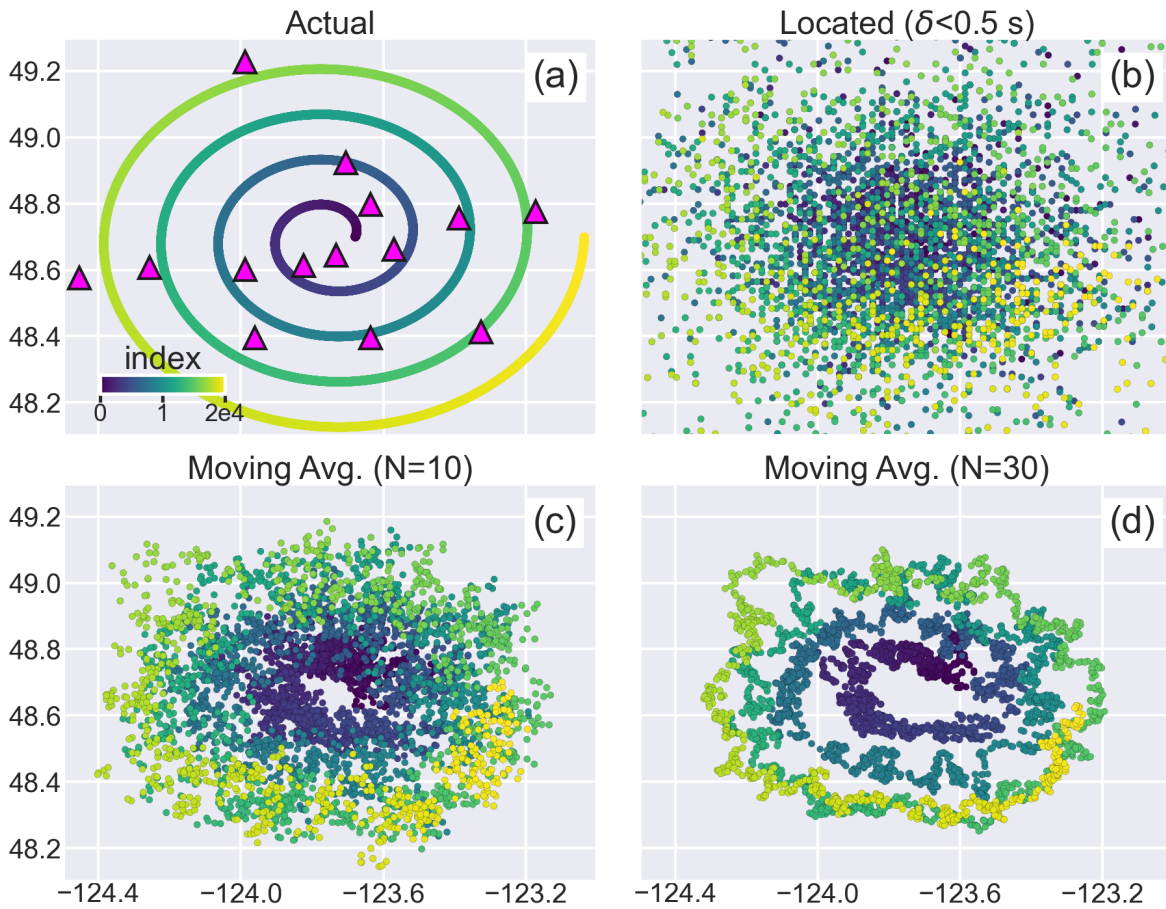 Actual
Located (δ<0.5 s)
49.2
49.0
48.8
48.6
48.4
48.2
(a)
index
0 1 2e4
(b)
Moving Avg. (N=10)
Moving Avg. (N=30)
49.2
49.0
48.8
48.6
48.4
48.2
(c)
(d)
−124.4 −124.0 −123.6 −123.2
−124.4 −124.0 −123.6 −123.2